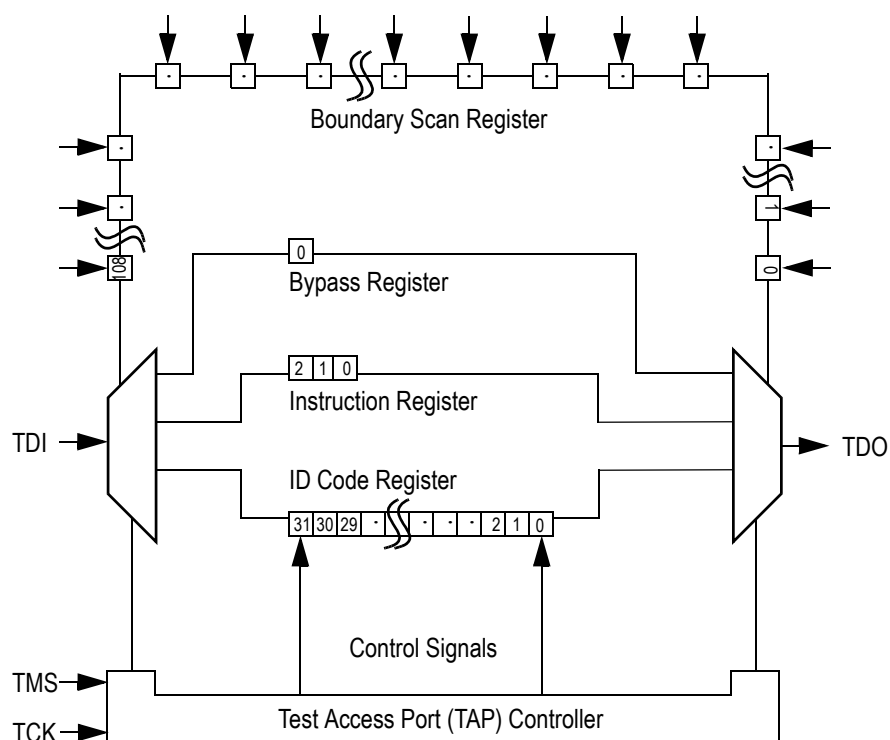 · · · · · · · ·
Boundary Scan Register
· ·
· 1
108 0
0
Bypass Register
2 1 0
Instruction Register
TDI TDO
ID Code Register
31 30 29 · · · · · 2 1 0
Control Signals
TMS
Test Access Port (TAP) Controller
TCK